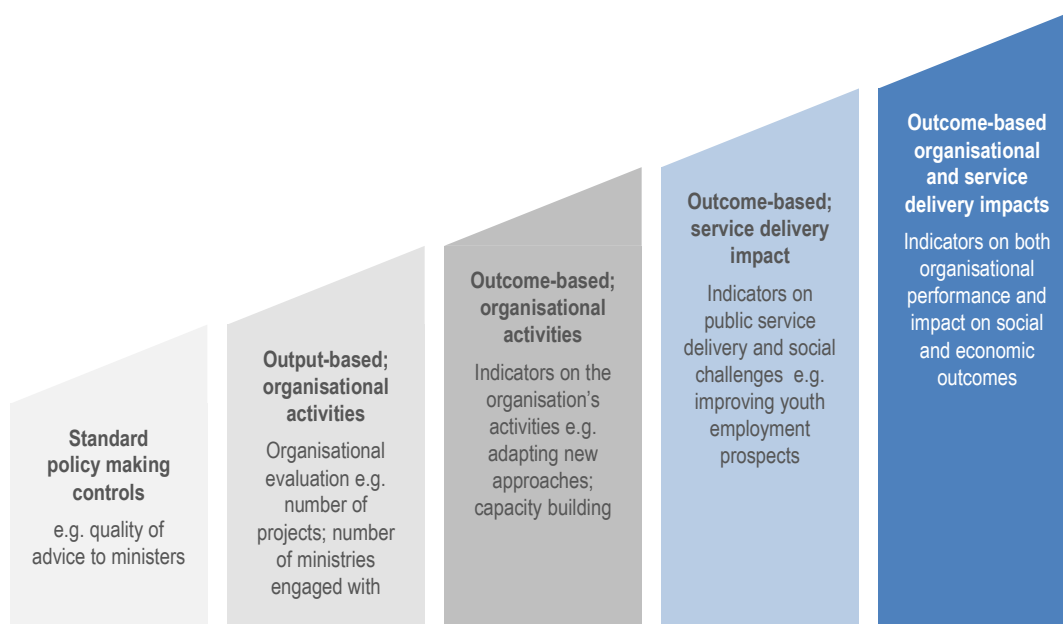 Standard
policy making
controls
e.g. quality of
advice to ministers
Output-based;
organisational
activities
Organisational
evaluation e.g.
number of
projects; number
of ministries
engaged with
Outcome-based;
organisational
activities
Indicators on the
organisation's
activities e.g.
adapting new
approaches;
capacity building
Outcome-based;
service delivery
impact
Indicators on
public service
delivery and social
challenges  e.g.
improving youth
employment
prospects
Outcome-based
organisational
and service
delivery impacts
Indicators on both
organisational
performance and
impact on social
and economic
outcomes